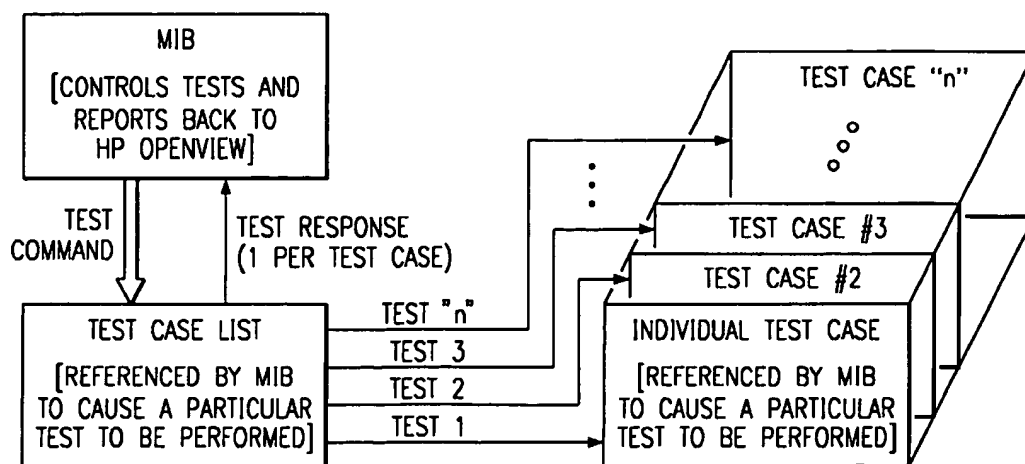 MIB
[CONTROLS TESTS AND
REPORTS BACK TO
HP OPENVIEW]
TEST
COMMAND
TEST RESPONSE
(1 PER TEST CASE)
TEST CASE LIST
[REFERENCED BY MIB
TO CAUSE A PARTICULAR
TEST TO BE PERFORMED]
TEST "n"
TEST 3
TEST 2
TEST 1
TEST CASE "n"
TEST CASE #3
TEST CASE #2
INDIVIDUAL TEST CASE
[REFERENCED BY MIB
TO CAUSE A PARTICULAR
TEST TO BE PERFORMED]